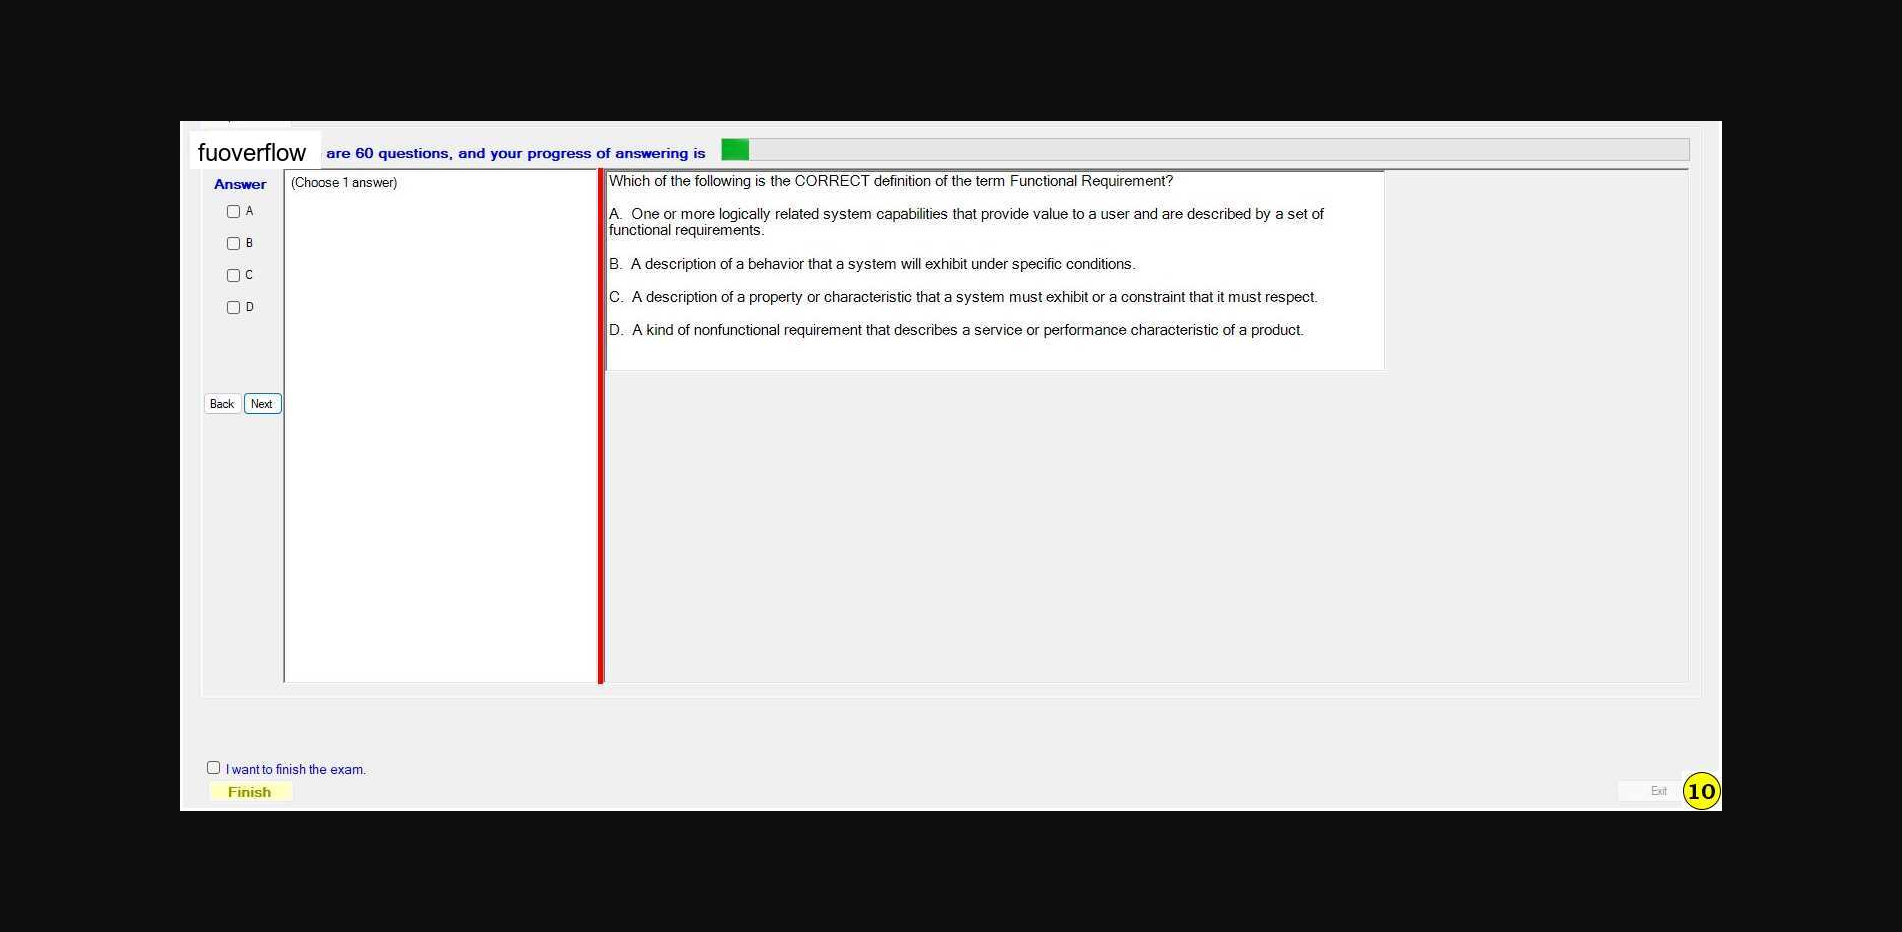 fuoverflow are 60 questions, and your progress of answering is
Answer
A
B
C
D
Back Next
(Choose 1 answer)
Which of the following is the CORRECT definition of the term Functional Requirement?
A. One or more logically related system capabilities that provide value to a user and are described by a set of
functional requirements.
B. A description of a behavior that a system will exhibit under specific conditions.
C. A description of a property or characteristic that a system must exhibit or a constraint that it must respect.
D. A kind of nonfunctional requirement that describes a service or performance characteristic of a product.
I want to finish the exam.
Finish
Exit
10